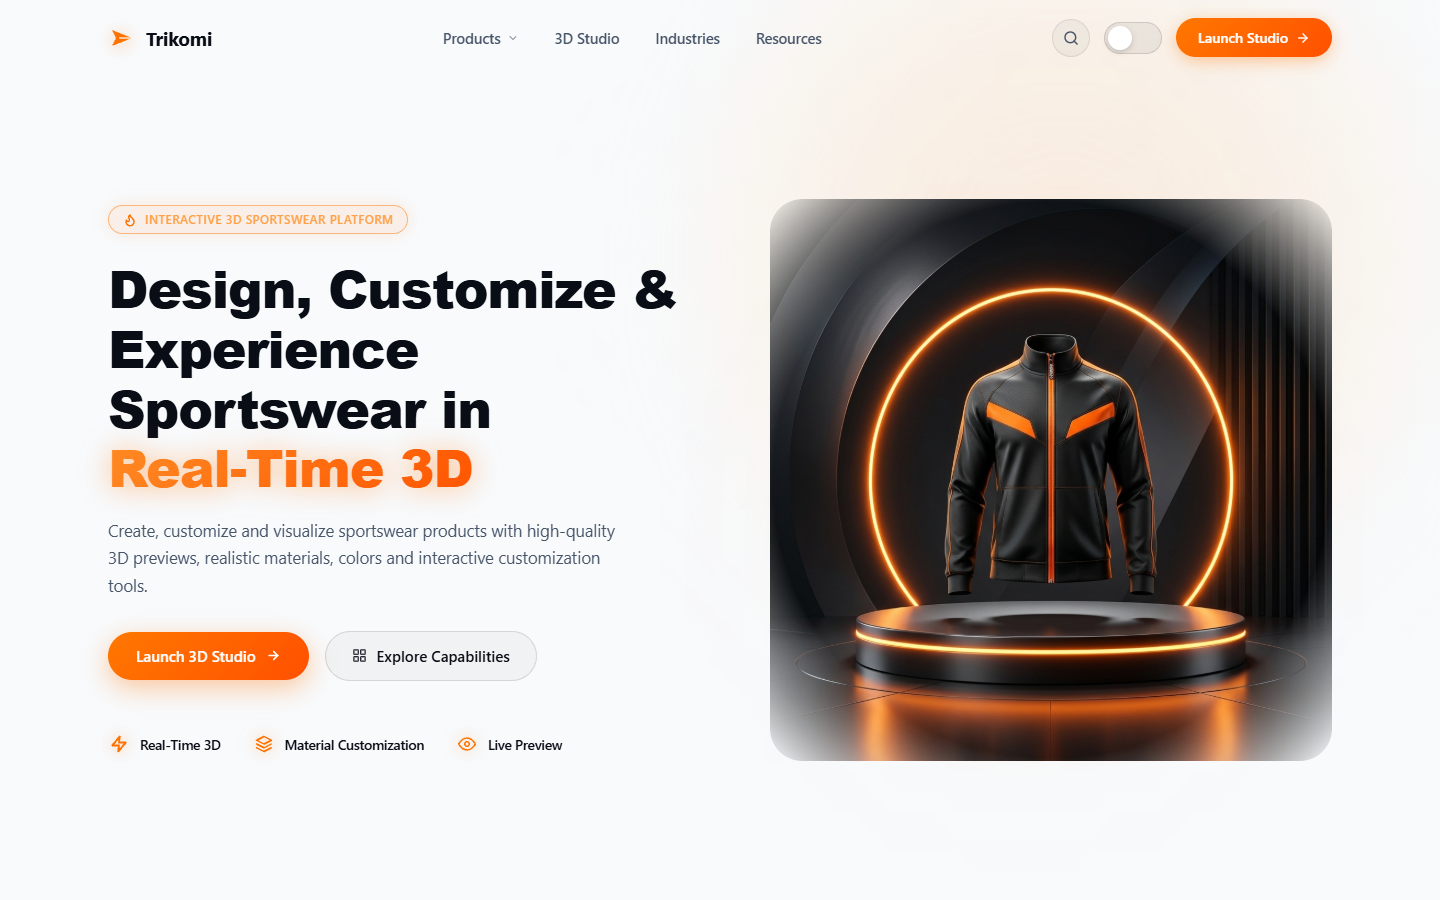 Trikomi
Products
3D Studio
Industries
Resources
Launch Studio
INTERACTIVE 3D SPORTSWEAR PLATFORM
Design, Customize &
Experience
Sportswear in
Real-Time 3D
Create, customize and visualize sportswear products with high-quality
3D previews, realistic materials, colors and interactive customization
tools.
Launch 3D Studio
Explore Capabilities
Real-Time 3D
Material Customization
Live Preview